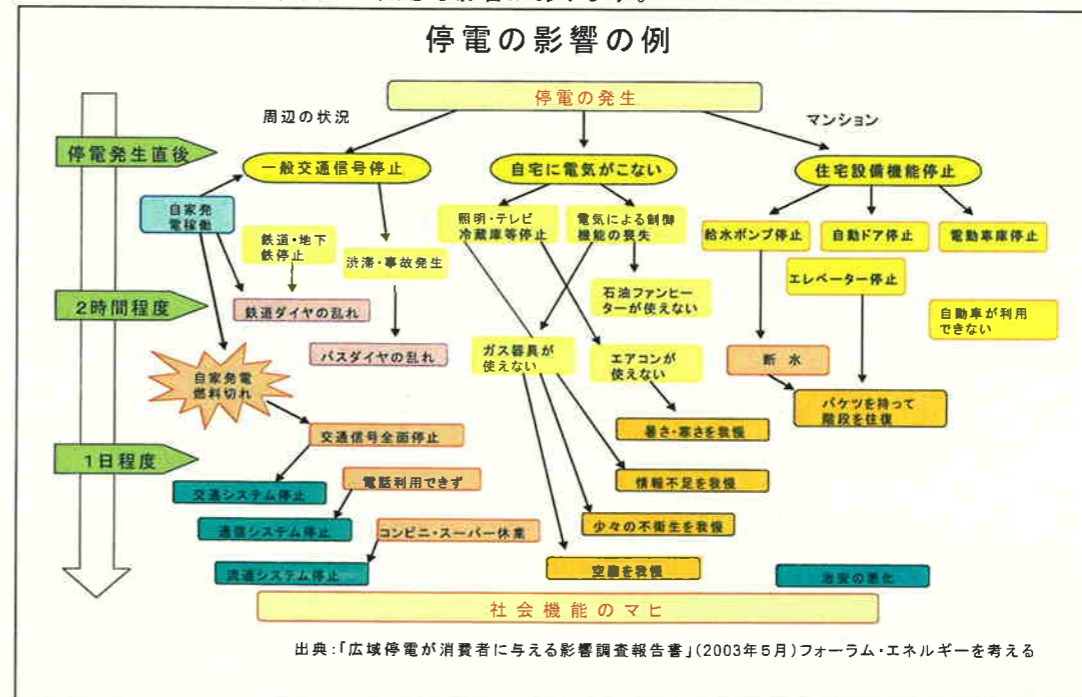 停電の影響の例
停電の発生
周辺の状況
マンション
停電発生直後
一般交通信号停止
自宅に電気がこない
住宅設備機能停止
自家発
電稼働
鉄道・地下
鉄停止
渋滞・事故発生
照明・テレビ
冷蔵庫等停止
電気による制御
機能の喪失
給水ポンプ停止
自動ドア停止
電動車庫停止
エレベーター停止
2時間程度
鉄道ダイヤの乱れ
石油ファンヒー
ターが使えない
自動車が利用
できない
バスダイヤの乱れ
ガス器具が
使えない
エアコンが
使えない
断水
自家発電
燃料切れ
バケツを持って
階段を往復
交通信号全面停止
暑さ・寒さを我慢
1日程度
電話利用できず
情報不足を我慢
交通システム停止
通信システム停止
コンビニ・スーパー休業
少々の不衛生を我慢
流通システム停止
空腹を我慢
治安の悪化
社会機能のマヒ
出典:「広域停電が消費者に与える影響調査報告書」(2003年5月)フォーラム・エネルギーを考える